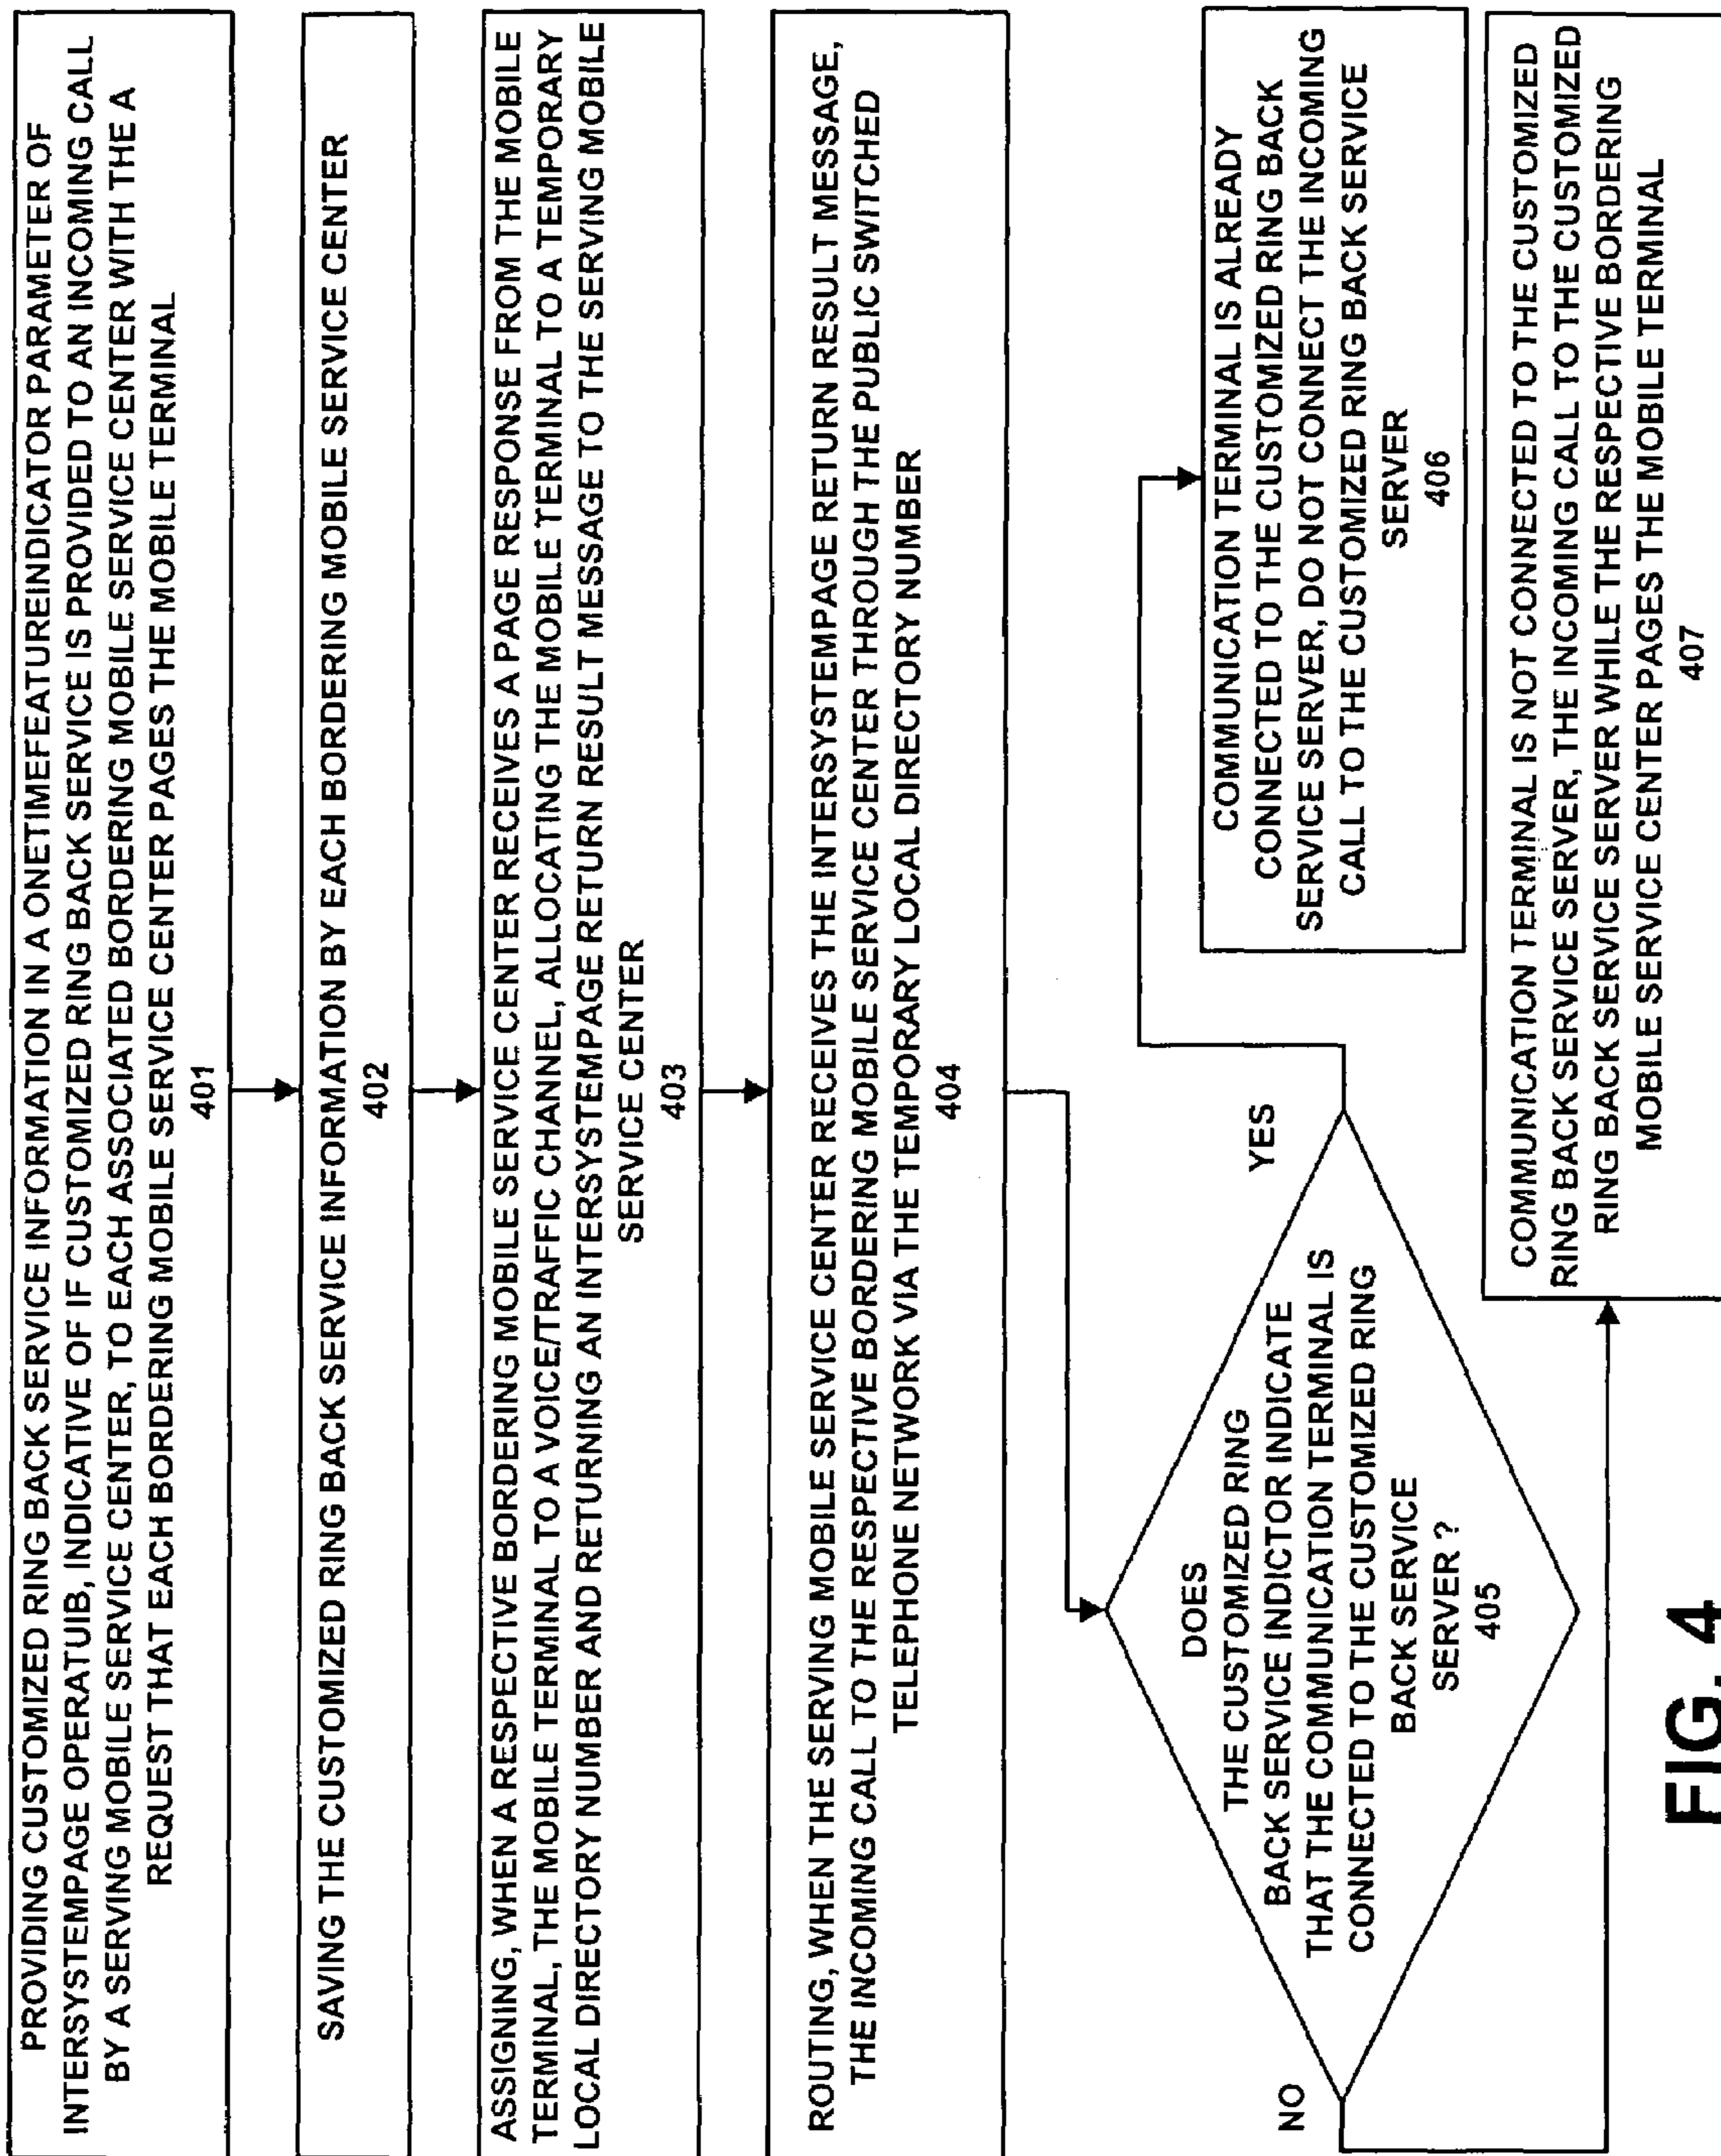 PROVIDING CUSTOMIZED RING BACK SERVICE INFORMATION IN A ONETIMEFEATUREINDICATOR PARAMETER OF
INTERSYSTEMPAGE OPERATUIB, INDICATIVE OF IF CUSTOMIZED RING BACK SERVICE IS PROVIDED TO AN INCOMING CALL
BY A SERVING MOBILE SERVICE CENTER, TO EACH ASSOCIATED BORDERING MOBILE SERVICE CENTER WITH THE A
REQUEST THAT EACH BORDERING MOBILE SERVICE CENTER PAGES THE MOBILE TERMINAL
401
SAVING THE CUSTOMIZED RING BACK SERVICE INFORMATION BY EACH BORDERING MOBILE SERVICE CENTER
402
ASSIGNING, WHEN A RESPECTIVE BORDERING MOBILE SERVICE CENTER RECEIVES A PAGE RESPONSE FROM THE MOBILE
TERMINAL, THE MOBILE TERMINAL TO A VOICE/TRAFFIC CHANNEL, ALLOCATING THE MOBILE TERMINAL TO A TEMPORARY
LOCAL DIRECTORY NUMBER AND RETURNING AN INTERSYSTEMPAGE RETURN RESULT MESSAGE TO THE SERVING MOBILE
SERVICE CENTER
403
ROUTING, WHEN THE SERVING MOBILE SERVICE CENTER RECEIVES THE INTERSYSTEMPAGE RETURN RESULT MESSAGE,
THE INCOMING CALL TO THE RESPECTIVE BORDERING MOBILE SERVICE CENTER THROUGH THE PUBLIC SWITCHED
TELEPHONE NETWORK VIA THE TEMPORARY LOCAL DIRECTORY NUMBER
404
DOES
THE CUSTOMIZED RING
BACK SERVICE INDICTOR INDICATE
THAT THE COMMUNICATION TERMINAL IS
CONNECTED TO THE CUSTOMIZED RING
BACK SERVICE
SERVER ?
405
YES
NO
COMMUNICATION TERMINAL IS ALREADY
CONNECTED TO THE CUSTOMIZED RING BACK
SERVICE SERVER, DO NOT CONNECT THE INCOMING
CALL TO THE CUSTOMIZED RING BACK SERVICE
SERVER
406
COMMUNICATION TERMINAL IS NOT CONNECTED TO THE CUSTOMIZED
RING BACK SERVICE SERVER, THE INCOMING CALL TO THE CUSTOMIZED
RING BACK SERVICE SERVER WHILE THE RESPECTIVE BORDERING
MOBILE SERVICE CENTER PAGES THE MOBILE TERMINAL
407
FIG. 4